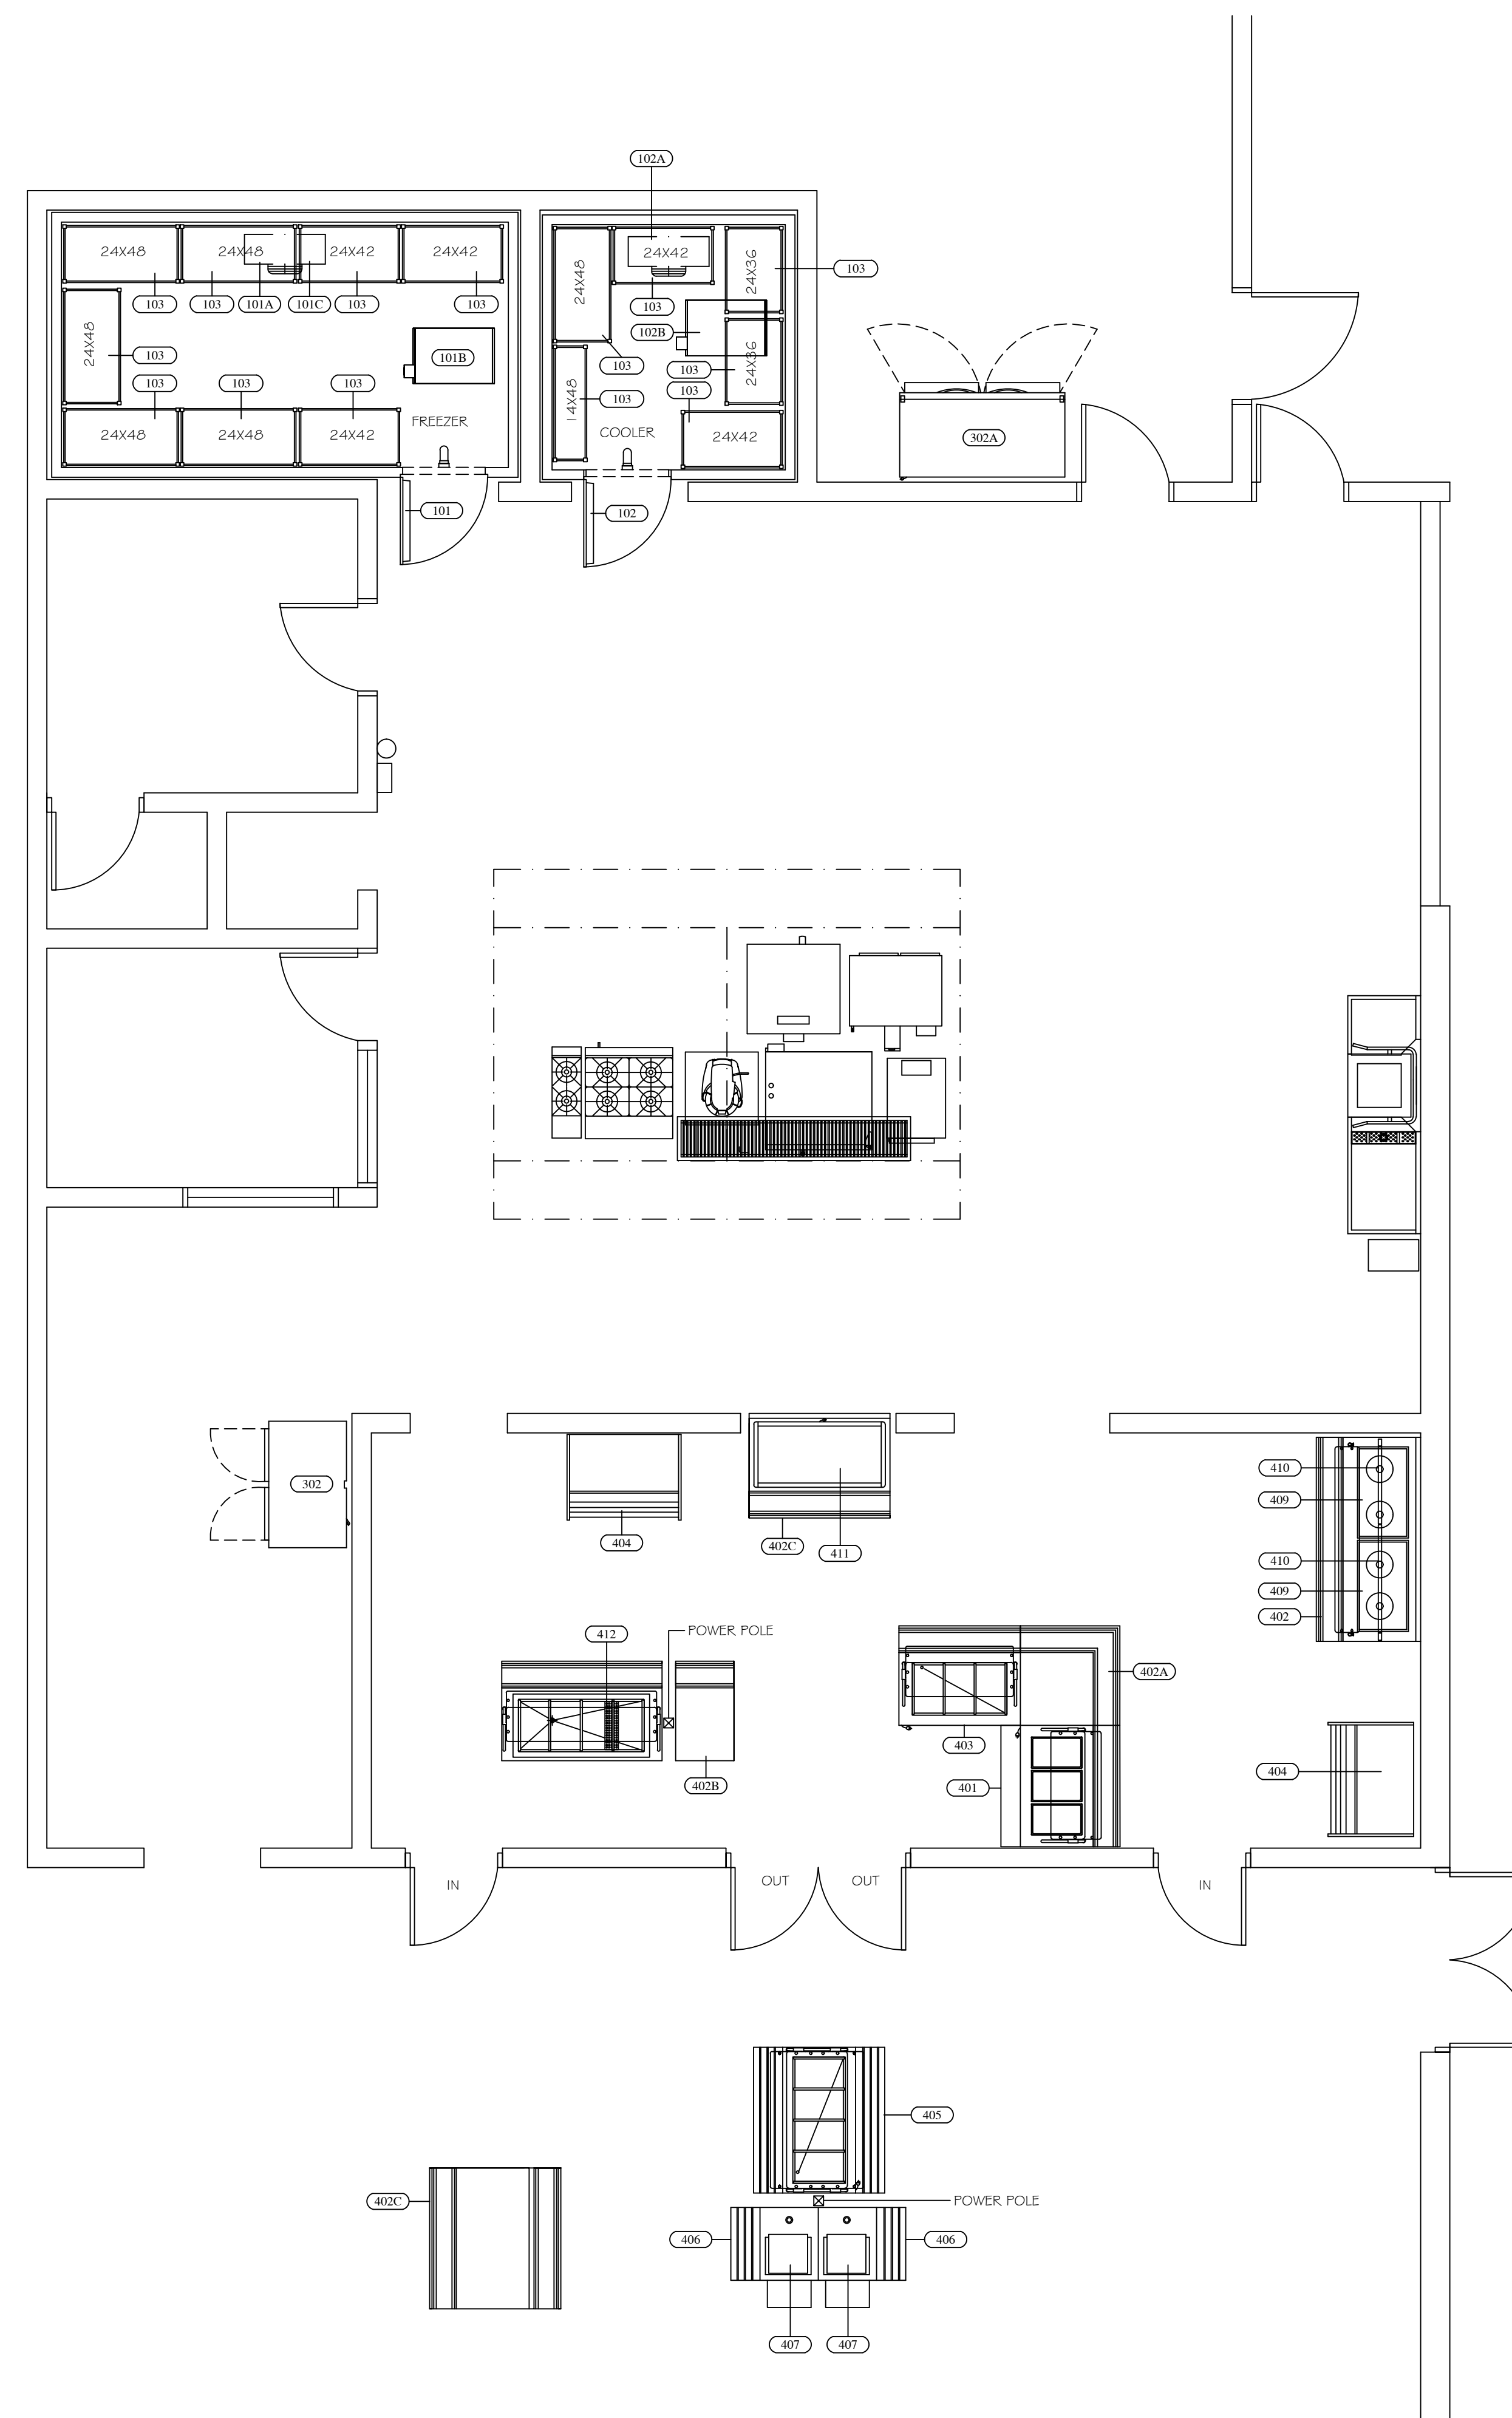 102A
24X48
24X48
24X42
24X42
103
103
101A
101C
103
103
24X48
103
101B
103
103
103
24X48
24X48
24X42
FREEZER
101
24X48
24X42
24X36
103
103
102B
103
24X36
103
103
14X48
103
COOLER
24X42
102
302A
302
404
402C
411
410
409
410
409
402
412
POWER POLE
402B
402A
403
401
404
IN
OUT
OUT
IN
405
402C
POWER POLE
406
406
407
407